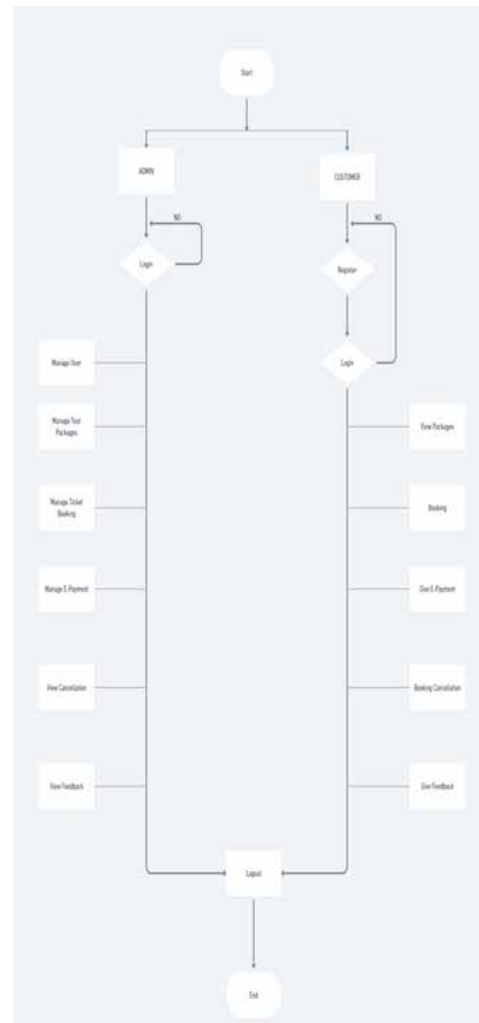 Start
ADMIN
CUSTOMER
NO
NO
Login
Register
Login
Manage User
Manage Tour
Packages
View Packages
Manage Ticket
Booking
Booking
Manage E-Payment
Give E-Payment
View Cancelation
Booking Cancellation
View Feedback
Give Feedback
Logout
End